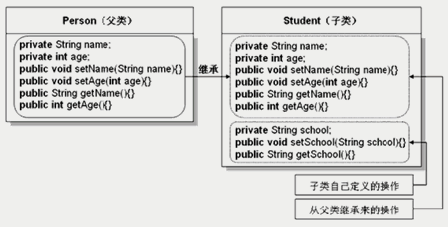 Person（父类）
private String name;
private int age;
public void setName(String name){}
public void setAge(int age){}
public String getName(){}
public int getAge(){}
继承
Student（子类）
private String name;
private int age;
public void setName(String name){}
public void setAge(int age){}
public String getName(){}
public int getAge(){}
private String school;
public void setSchool(String school){}
public String getSchool(){}
子类自己定义的操作
从父类继承来的操作